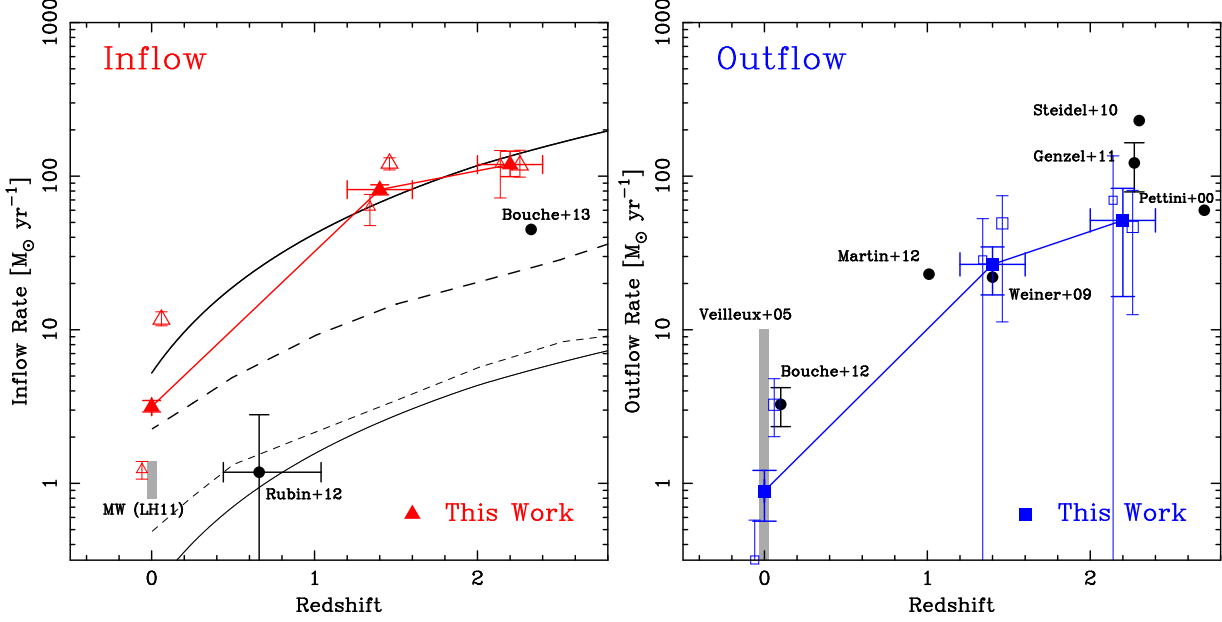 Inflow
1000
100
10
1
Inflow Rate [M⊙ yr⁻¹]
Bouche+13
Rubin+12
MW (LH11)
This Work
0 1 2
Redshift
Outflow
1000
100
10
1
Outflow Rate [M⊙ yr⁻¹]
Steidel+10
Genzel+11
Pettini+00
Martin+12
Weiner+09
Veilleux+05
Bouche+12
This Work
0 1 2
Redshift